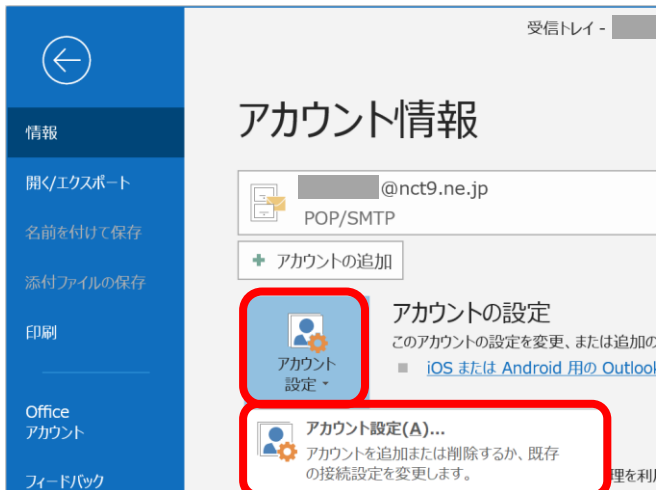 受信トレイ -
アカウント情報
情報
開く/エクスポート
名前を付けて保存
添付ファイルの保存
印刷
Office
アカウント
フィードバック
@nct9.ne.jp
POP/SMTP
+ アカウントの追加
アカウント
設定
アカウントの設定
このアカウントの設定を変更、または追加の
iOS または Android 用の Outlook
アカウント設定(A)...
アカウントを追加または削除するか、既存
の接続設定を変更します。
理を利用